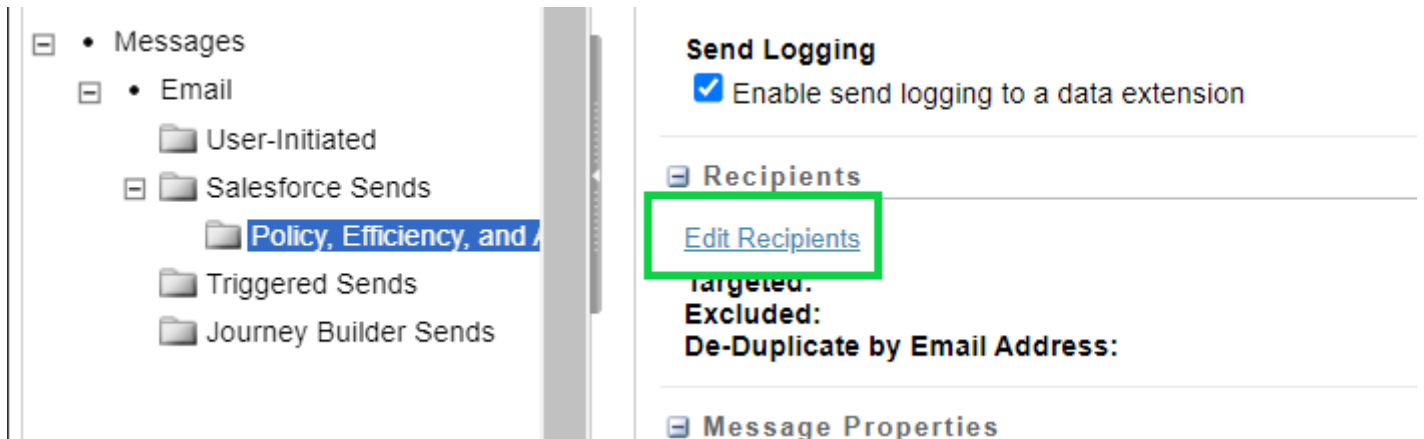 Messages
Email
User-Initiated
Salesforce Sends
Policy, Efficiency, and
Triggered Sends
Journey Builder Sends
Send Logging
Enable send logging to a data extension
Recipients
Edit Recipients
Targeted:
Excluded:
De-Duplicate by Email Address:
Message Properties